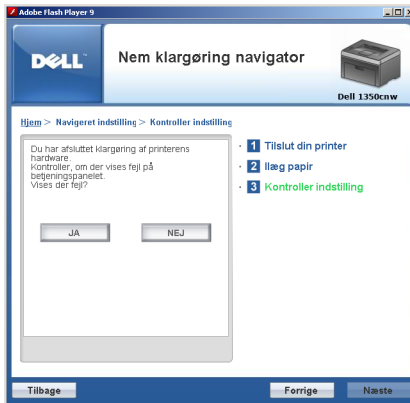 Adobe Flash Player 9
DELL™
Nem klargøring navigator
Dell 1350cnw
Hjem > Navigeret indstilling > Kontroller indstilling
Du har afsluttet klargøring af printerens
hardware.
Kontroller, om der vises fejl på
betjeningspanelet.
Vises der fejl?
JA
NEJ
1 Tilslut din printer
2 Ilæg papir
3 Kontroller indstilling
Tilbage
Forrige
Næste